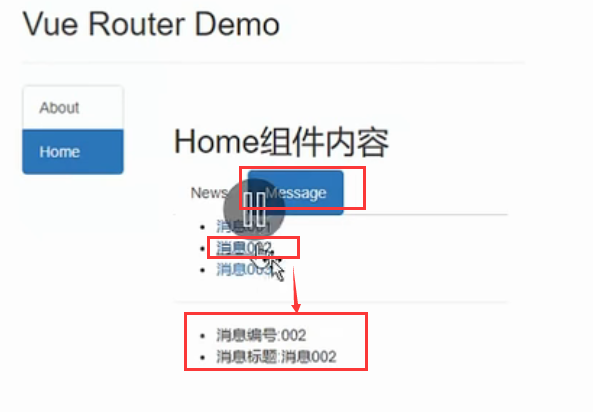 Vue Router Demo
About
Home
Home组件内容
News
Message
消息001
消息002
消息003
消息编号:002
消息标题:消息002